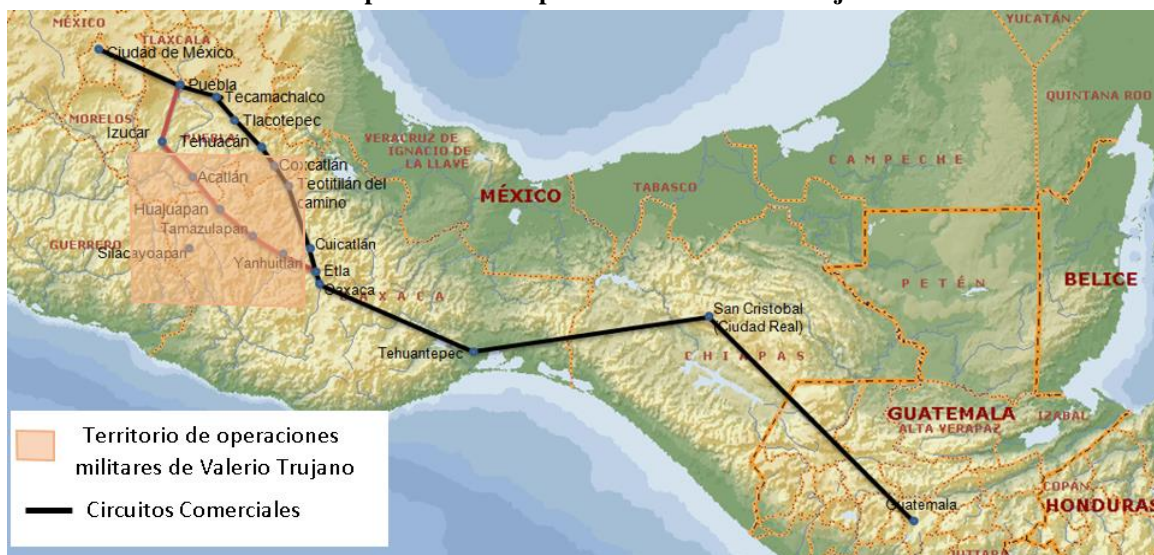 MÉXICO
TLAXCALA
Ciudad de México
Puebla
Tecamachalco
MORELOS
Tlacotepec
Izucar
PUEBLA
Tehuacán
VERACRUZ DE
IGNACIO DE
LA LLAVE
Coxcatlán
Acatlán
Teotitilán del
camino
Huajuapan
Tamazulapan
GUERRERO
Silacayoapan
Yanhuitlán
Cuicatlán
Etla
Oaxaca
OAXACA
Tehuantepec
MÉXICO
TABASCO
CAMPECHE
YUCATÁN
QUINTANA ROO
PETÉN
BELICE
San Cristobal
(Ciudad Real)
CHIAPAS
GUATEMALA
ALTA VERAPAZ
IZABAL
COPÁN
HONDURAS
Guatemala
Territorio de operaciones
militares de Valerio Trujano
Circuitos Comerciales